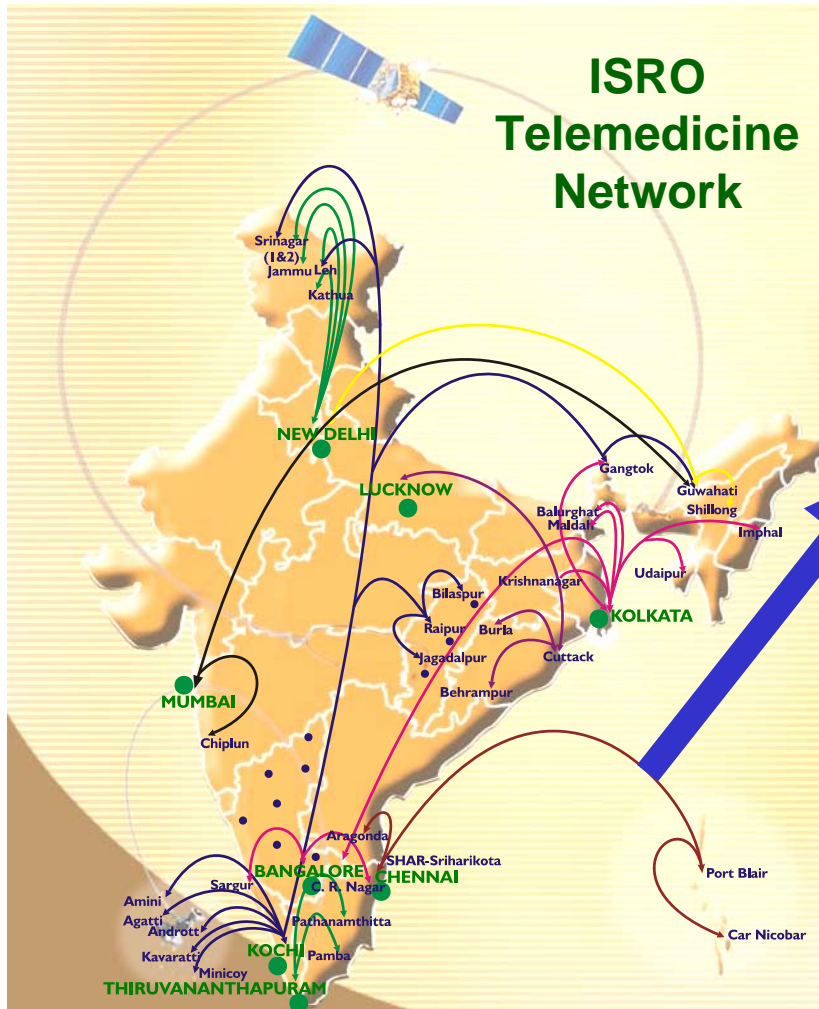 ISRO
Telemedicine
Network
Srinagar
(1&2)
Jammu
Leh
Kathua
NEW DELHI
LUCKNOW
Gangtok
Guwahati
Shillong
Balurghat
Maldah
Imphal
Krishnanagar
Udaipur
Bilaspur
KOLKATA
Raipur
Burla
Jagadalpur
Cuttack
Behrampur
MUMBAI
Chiplun
Aragonda
SHAR-Sriharikota
BANGALORE
CHENNAI
Port Blair
Sargur
C. R. Nagar
Amini
Agatti
Pathanamthitta
Andrott
Car Nicobar
KOCHI
Kavaratti
Pamba
Minicoy
THIRUVANANTHAPURAM